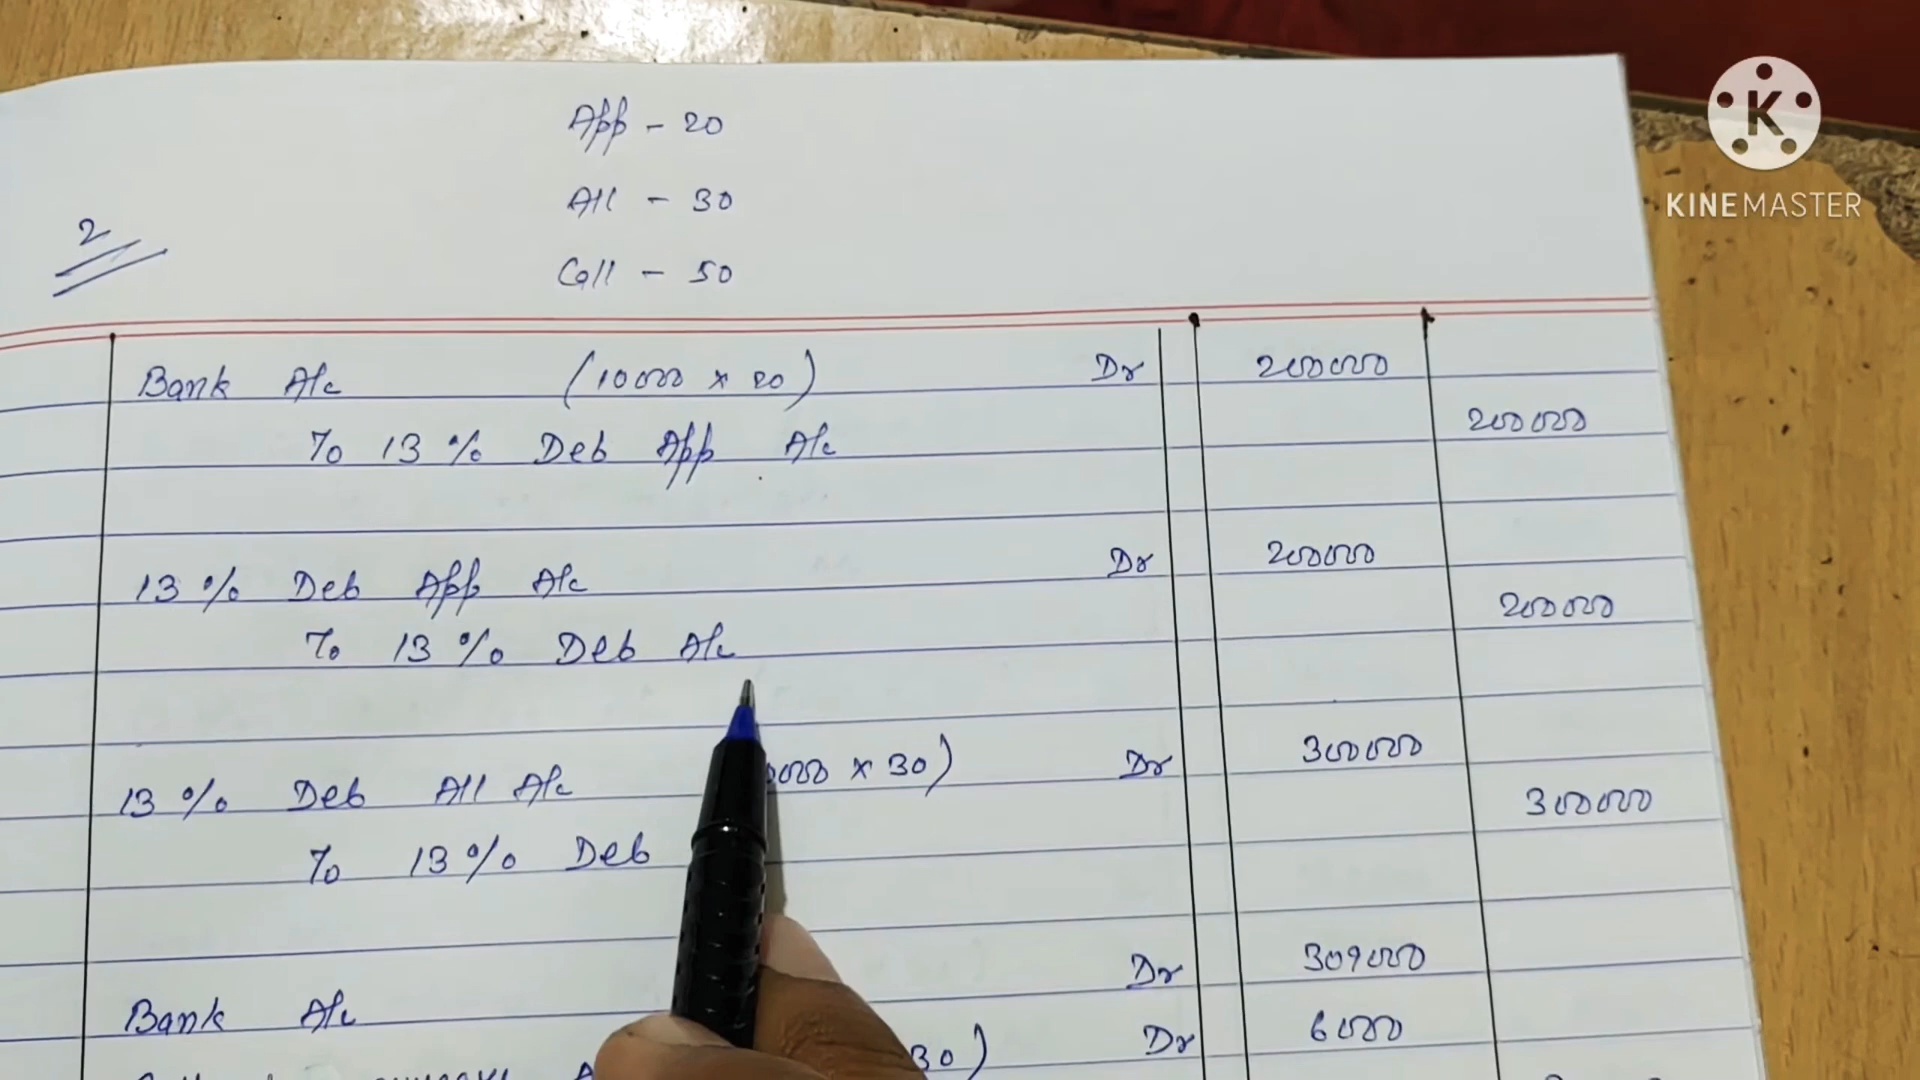 App - 20
All - 30
2
Call - 50
K
KINEMASTER
Bank A/c (10000 x 20) Dr 200000
To 13% Deb App A/c 200000
13% Deb App A/c Dr 200000
To 13% Deb A/c 200000
13% Deb All A/c 000 x 30) Dr 300000
To 13% Deb 300000
Bank A/c Dr 309000
30) Dr 6000